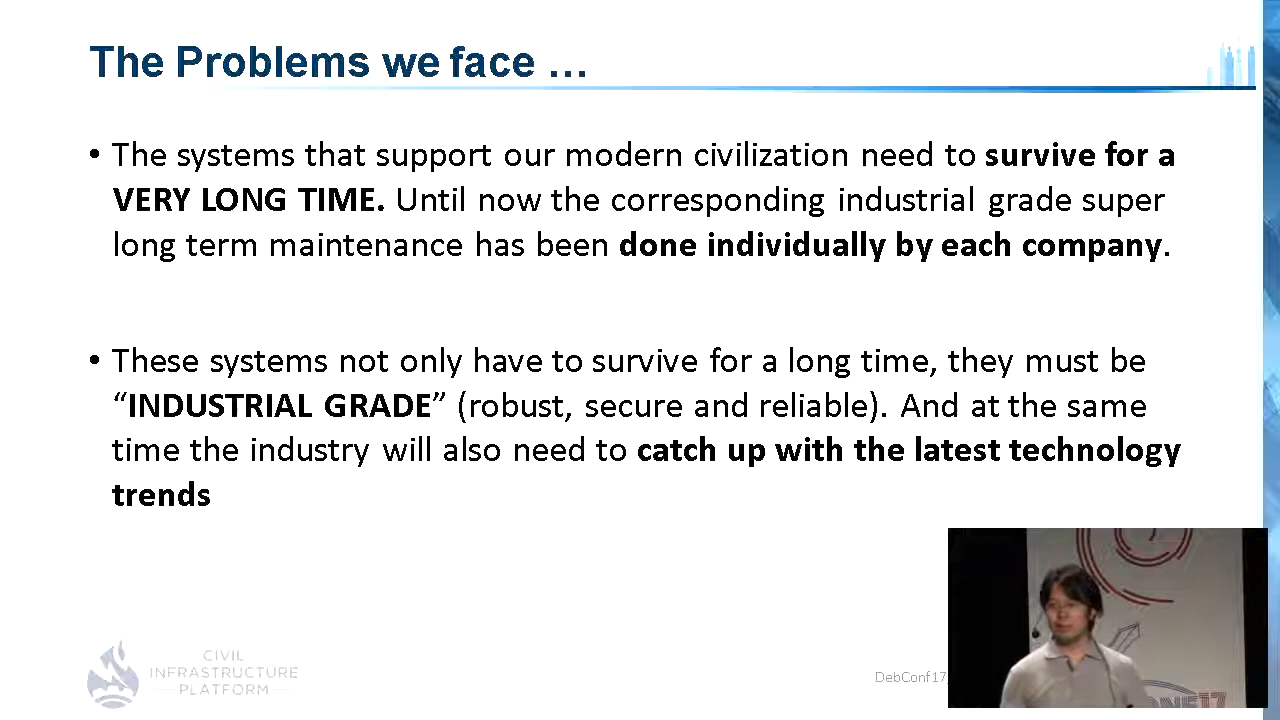 The Problems we face …
• The systems that support our modern civilization need to survive for a
VERY LONG TIME. Until now the corresponding industrial grade super
long term maintenance has been done individually by each company.
• These systems not only have to survive for a long time, they must be
“INDUSTRIAL GRADE” (robust, secure and reliable). And at the same
time the industry will also need to catch up with the latest technology
trends
CIVIL
INFRASTRUCTURE
PLATFORM
DebConf17